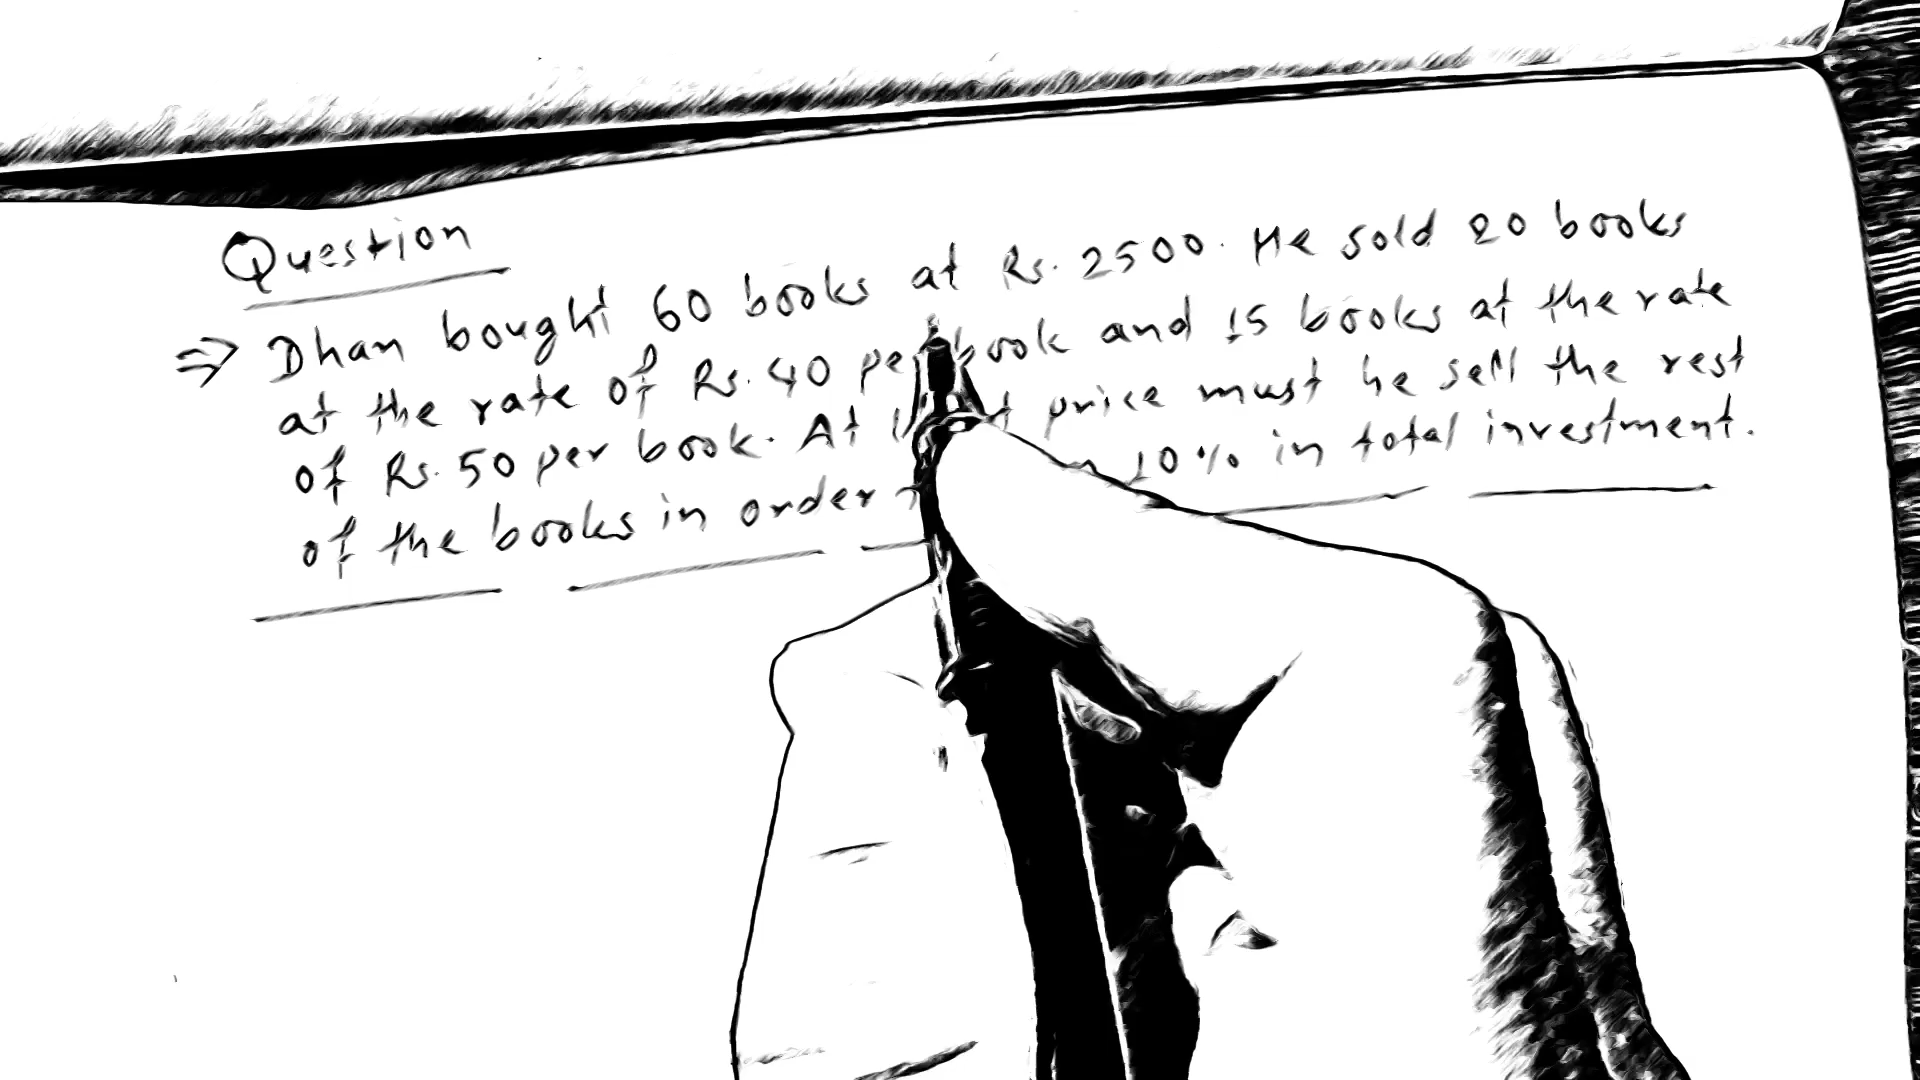 Question
⇒ Dhan bought 60 books at Rs. 2500. He sold 20 books
at the rate of Rs. 40 per book and 15 books at the rate
of Rs. 50 per book. At price must he sell the rest
of the books in order 10% in total investment.